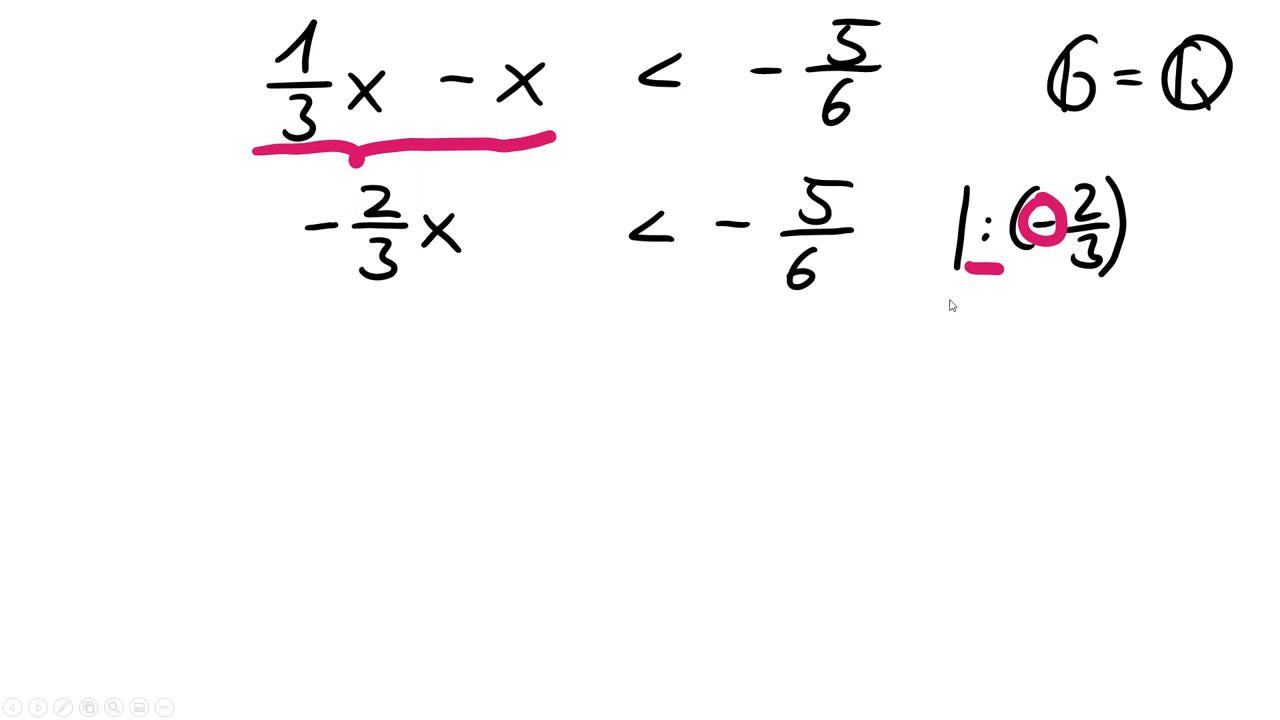 1/3 x - x < - 5/6 G = ℚ
- 2/3 x < - 5/6 | : (- 2/3)